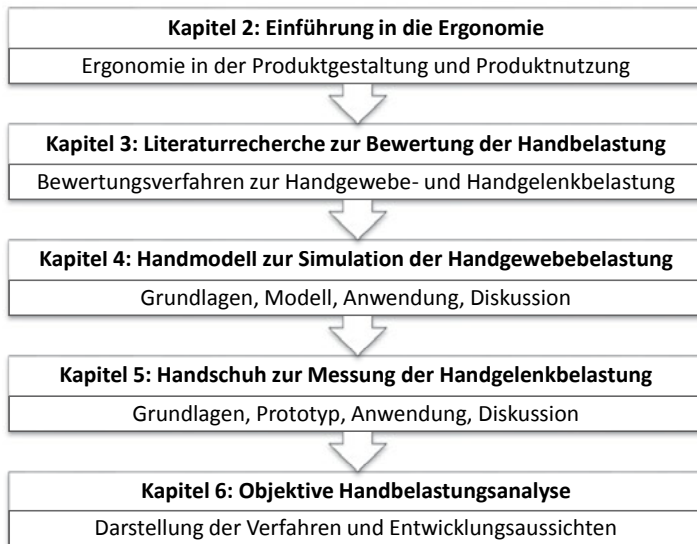 Kapitel 2: Einführung in die Ergonomie
Ergonomie in der Produktgestaltung und Produktnutzung
Kapitel 3: Literaturrecherche zur Bewertung der Handbelastung
Bewertungsverfahren zur Handgewebe- und Handgelenkbelastung
Kapitel 4: Handmodell zur Simulation der Handgewebebelastung
Grundlagen, Modell, Anwendung, Diskussion
Kapitel 5: Handschuh zur Messung der Handgelenkbelastung
Grundlagen, Prototyp, Anwendung, Diskussion
Kapitel 6: Objektive Handbelastungsanalyse
Darstellung der Verfahren und Entwicklungsaussichten